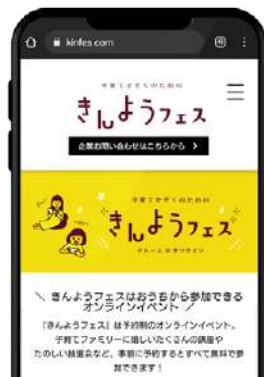 kinfes.com
子育てかぞくのための
きんようフェス
企業お問い合わせはこちらから >
子育てかぞくのための
きんようフェス
＼ きんようフェスはおうちから参加できる
オンラインイベント ／
「きんようフェス」は予約制のオンラインイベント。
子育てファミリーに嬉しいたくさんの講座や
たのしい抽選会など、事前に予約するとすべて無料で参
加できます！